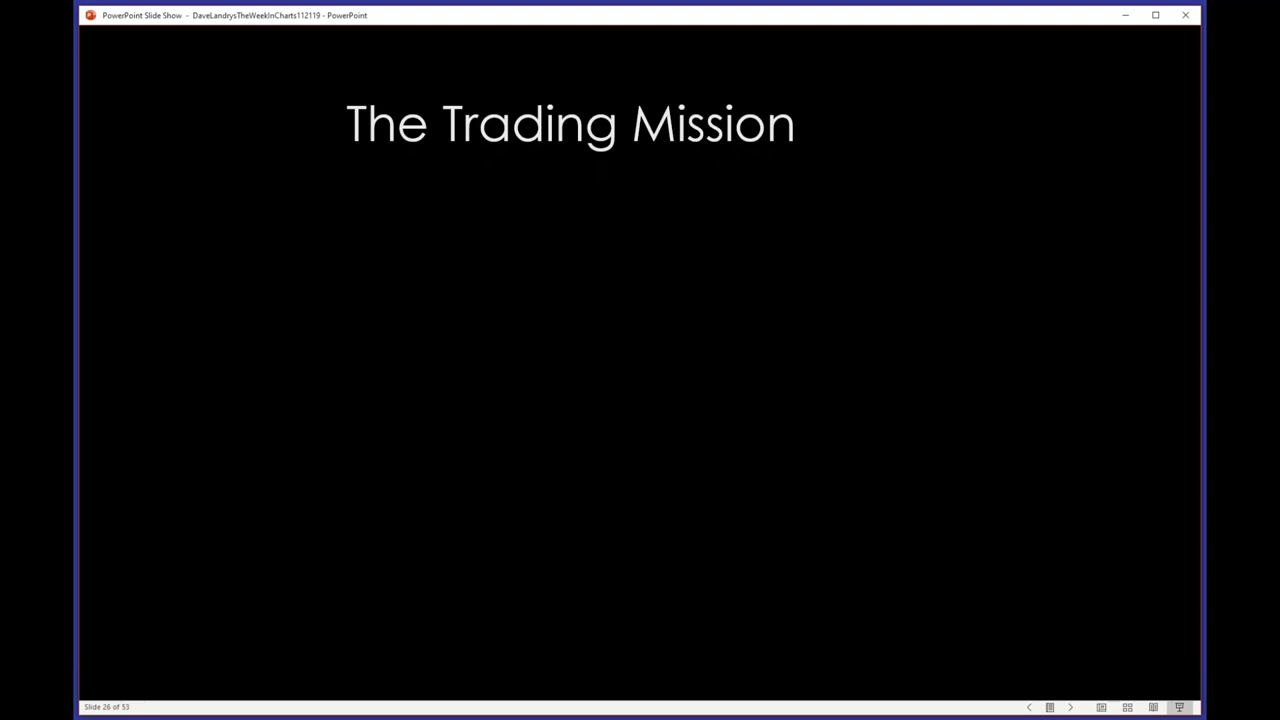 PowerPoint Slide Show - DaveLandrysTheWeekInCharts112119 - PowerPoint
The Trading Mission
Slide 26 of 53